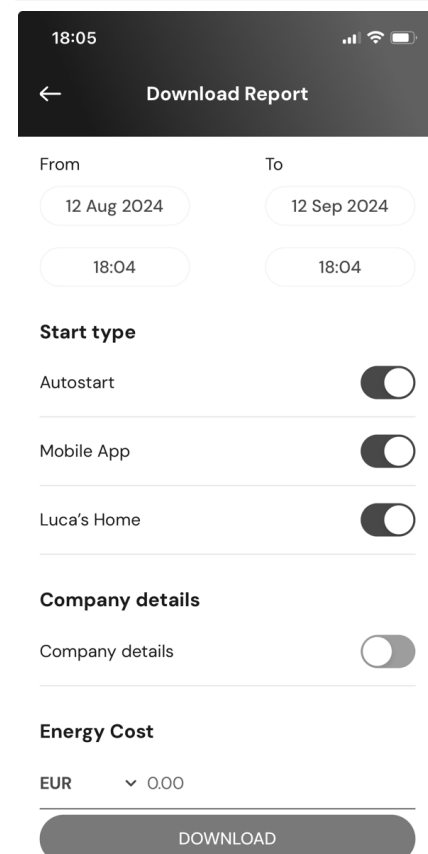 18:05
Download Report
From To
12 Aug 2024 12 Sep 2024
18:04 18:04
Start type
Autostart
Mobile App
Luca’s Home
Company details
Company details
Energy Cost
EUR 0.00
DOWNLOAD